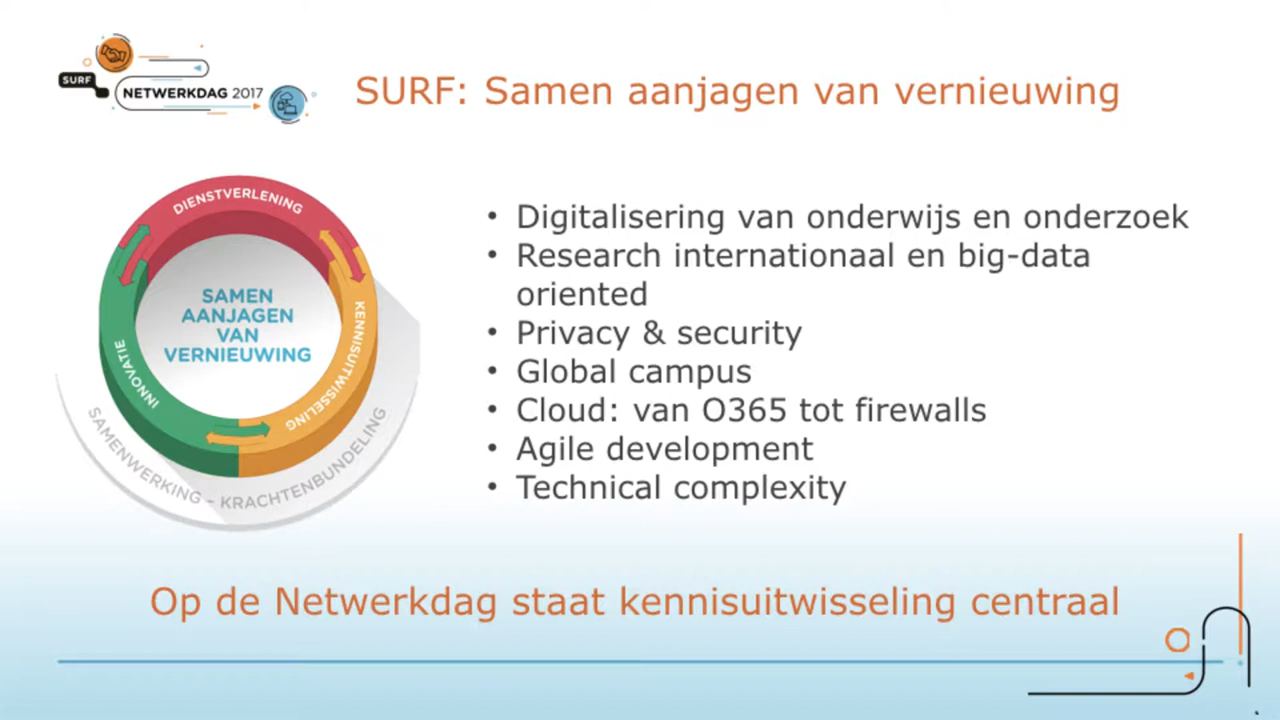 SURF
NETWERKDAG 2017
SURF: Samen aanjagen van vernieuwing
DIENSTVERLENING
KENNISUITWISSELING
INNOVATIE
SAMEN
AANJAGEN
VAN
VERNIEUWING
SAMENWERKING - KRACHTENBUNDELING
• Digitalisering van onderwijs en onderzoek
• Research internationaal en big-data
oriented
• Privacy & security
• Global campus
• Cloud: van O365 tot firewalls
• Agile development
• Technical complexity
Op de Netwerkdag staat kennisuitwisseling centraal